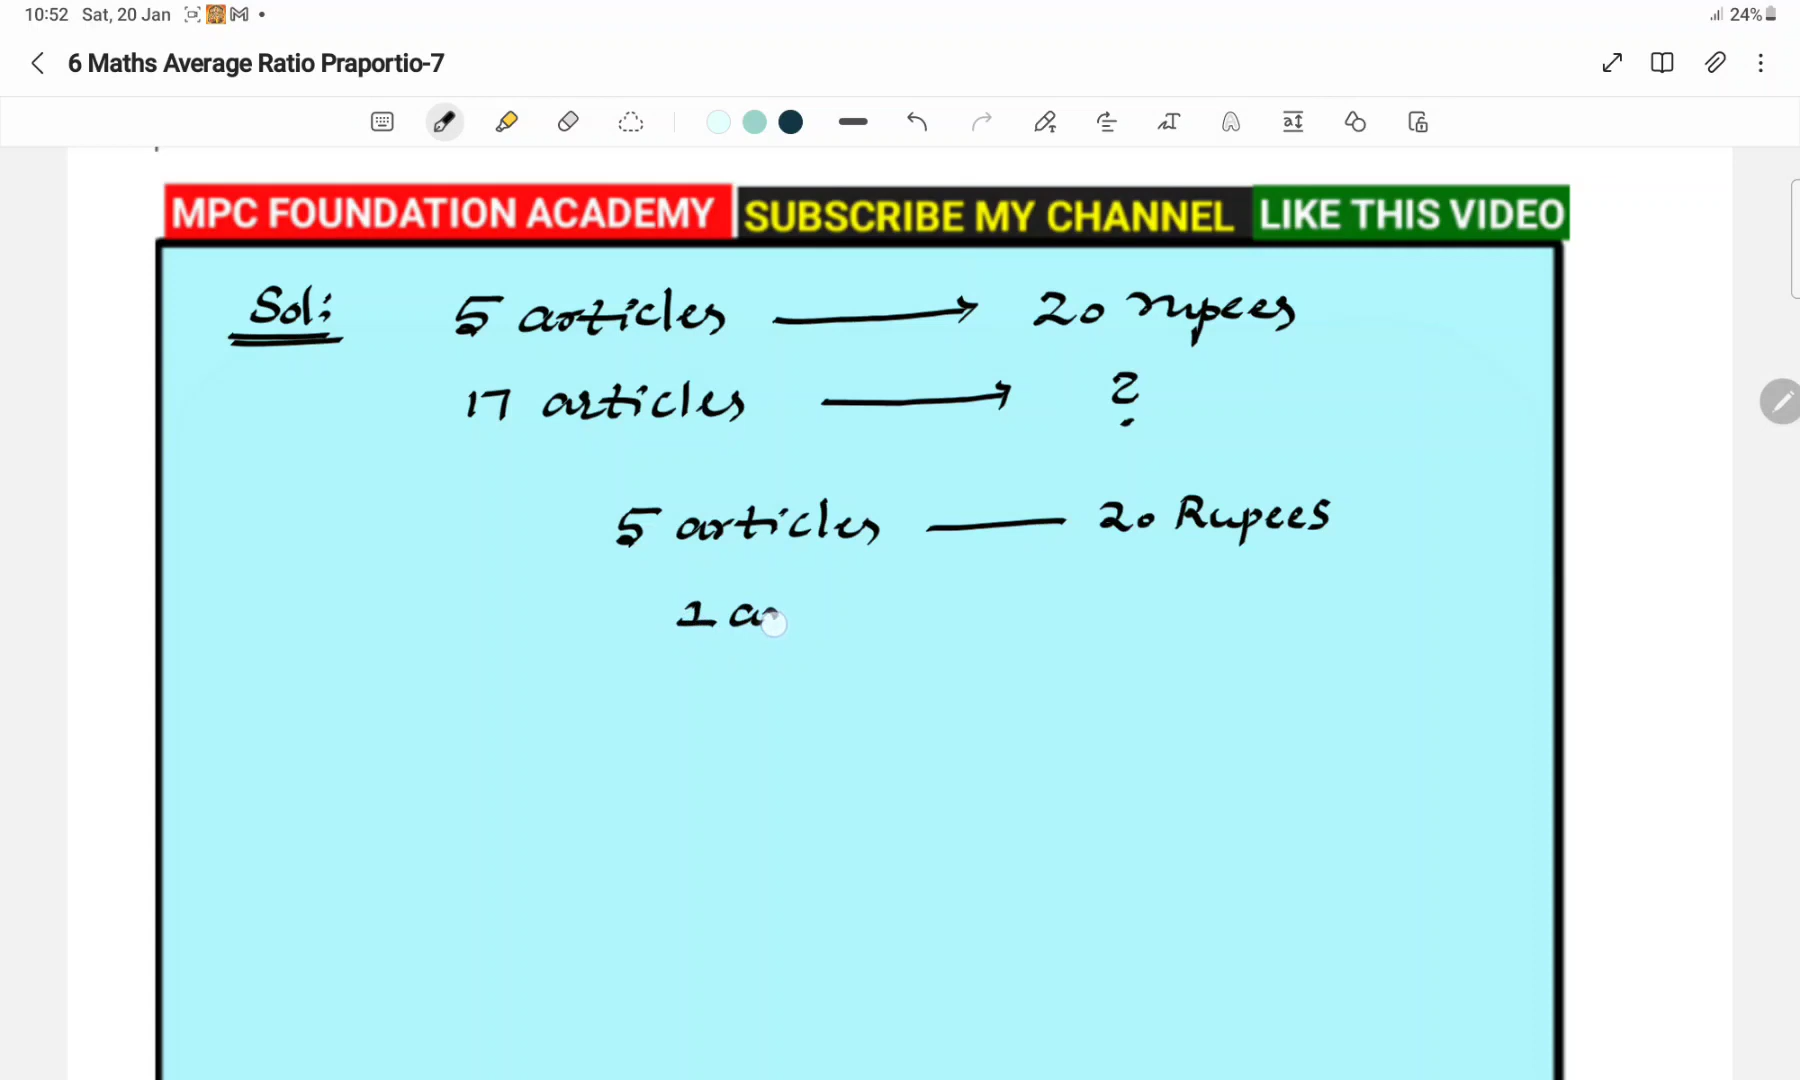 10:52 Sat, 20 Jan 24%
6 Maths Average Ratio Praportio-7
MPC FOUNDATION ACADEMY SUBSCRIBE MY CHANNEL LIKE THIS VIDEO
Sol: 5 articles → 20 rupees
17 articles → ?
5 articles — 20 Rupees
1 ar